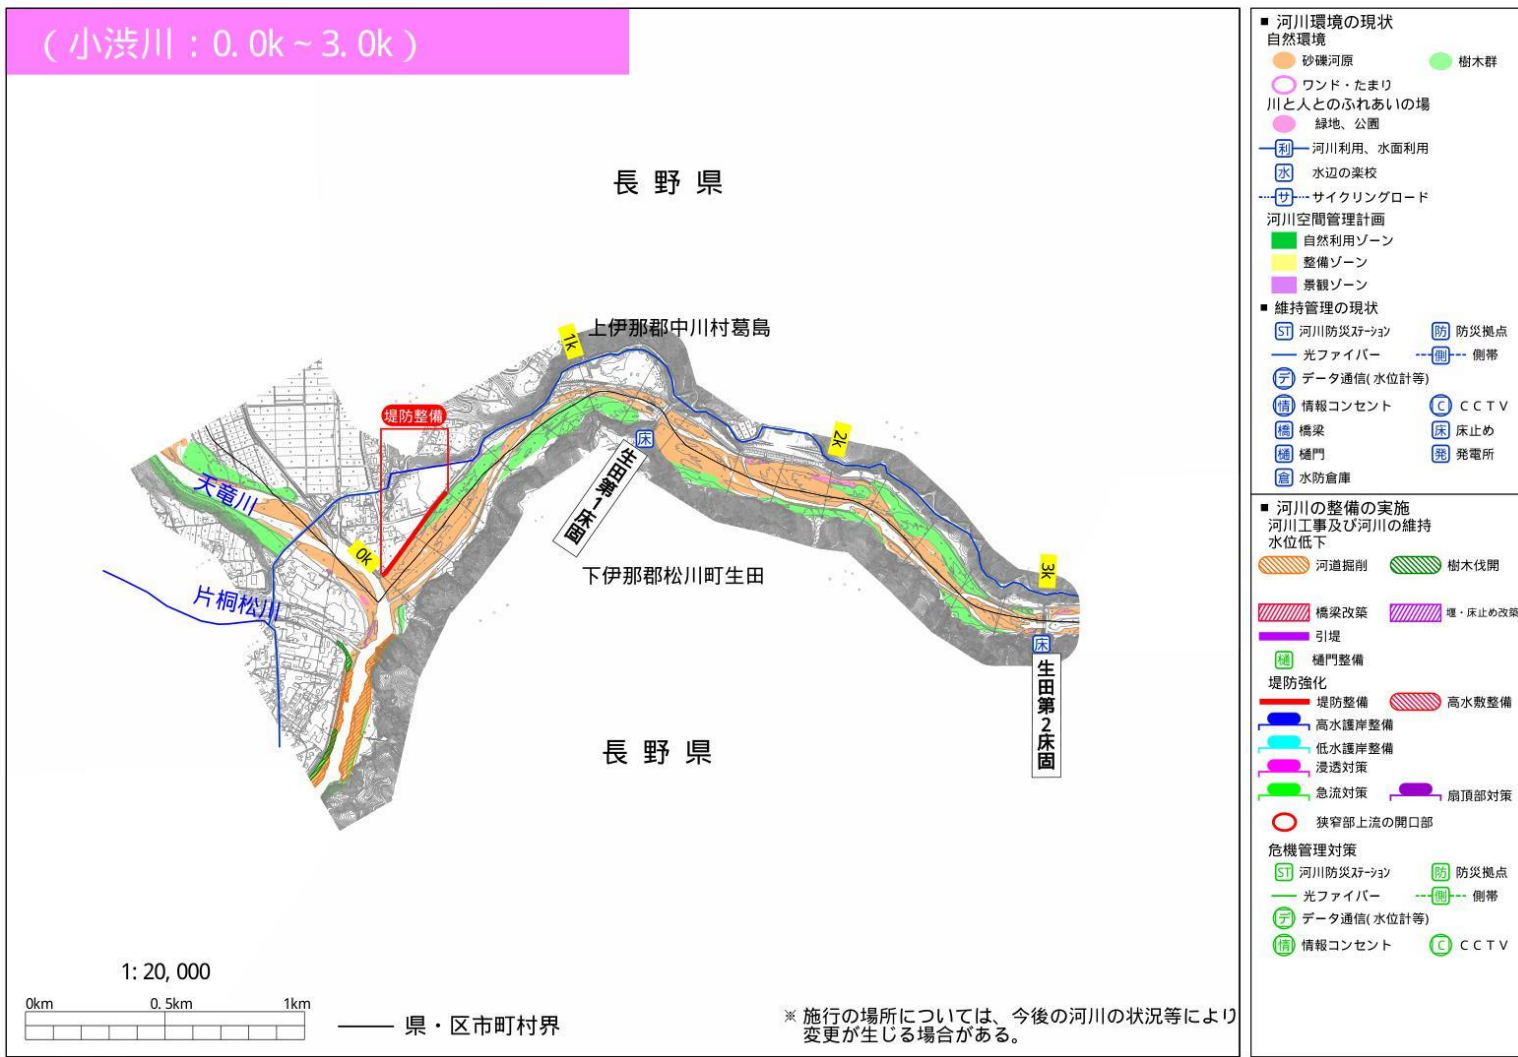 （小渋川：0.0k～3.0k）
長野県
上伊那郡中川村葛島
1k
堤防整備
2k
床
生田第1床固
天竜川
0k
3k
下伊那郡松川町生田
片桐松川
床
生田第2床固
長野県
1:20,000
0km 0.5km 1km
県・区市町村界
※ 施行の場所については、今後の河川の状況等により
変更が生じる場合がある。
■ 河川環境の現状
自然環境
砂礫河原 樹木群
ワンド・たまり
川と人とのふれあいの場
緑地、公園
利 河川利用、水面利用
水 水辺の楽校
サ サイクリングロード
河川空間管理計画
自然利用ゾーン
整備ゾーン
景観ゾーン
■ 維持管理の現状
ST 河川防災ステーション 防 防災拠点
光ファイバー 側 側帯
デ データ通信(水位計等)
情 情報コンセント C CCTV
橋 橋梁 床 床止め
樋 樋門 発 発電所
倉 水防倉庫
■ 河川の整備の実施
河川工事及び河川の維持
水位低下
河道掘削 樹木伐開
橋梁改築 堰・床止め改築
引堤
樋 樋門整備
堤防強化
堤防整備 高水敷整備
高水護岸整備
低水護岸整備
浸透対策
急流対策 扇頂部対策
狭窄部上流の開口部
危機管理対策
ST 河川防災ステーション 防 防災拠点
光ファイバー 側 側帯
デ データ通信(水位計等)
情 情報コンセント C CCTV